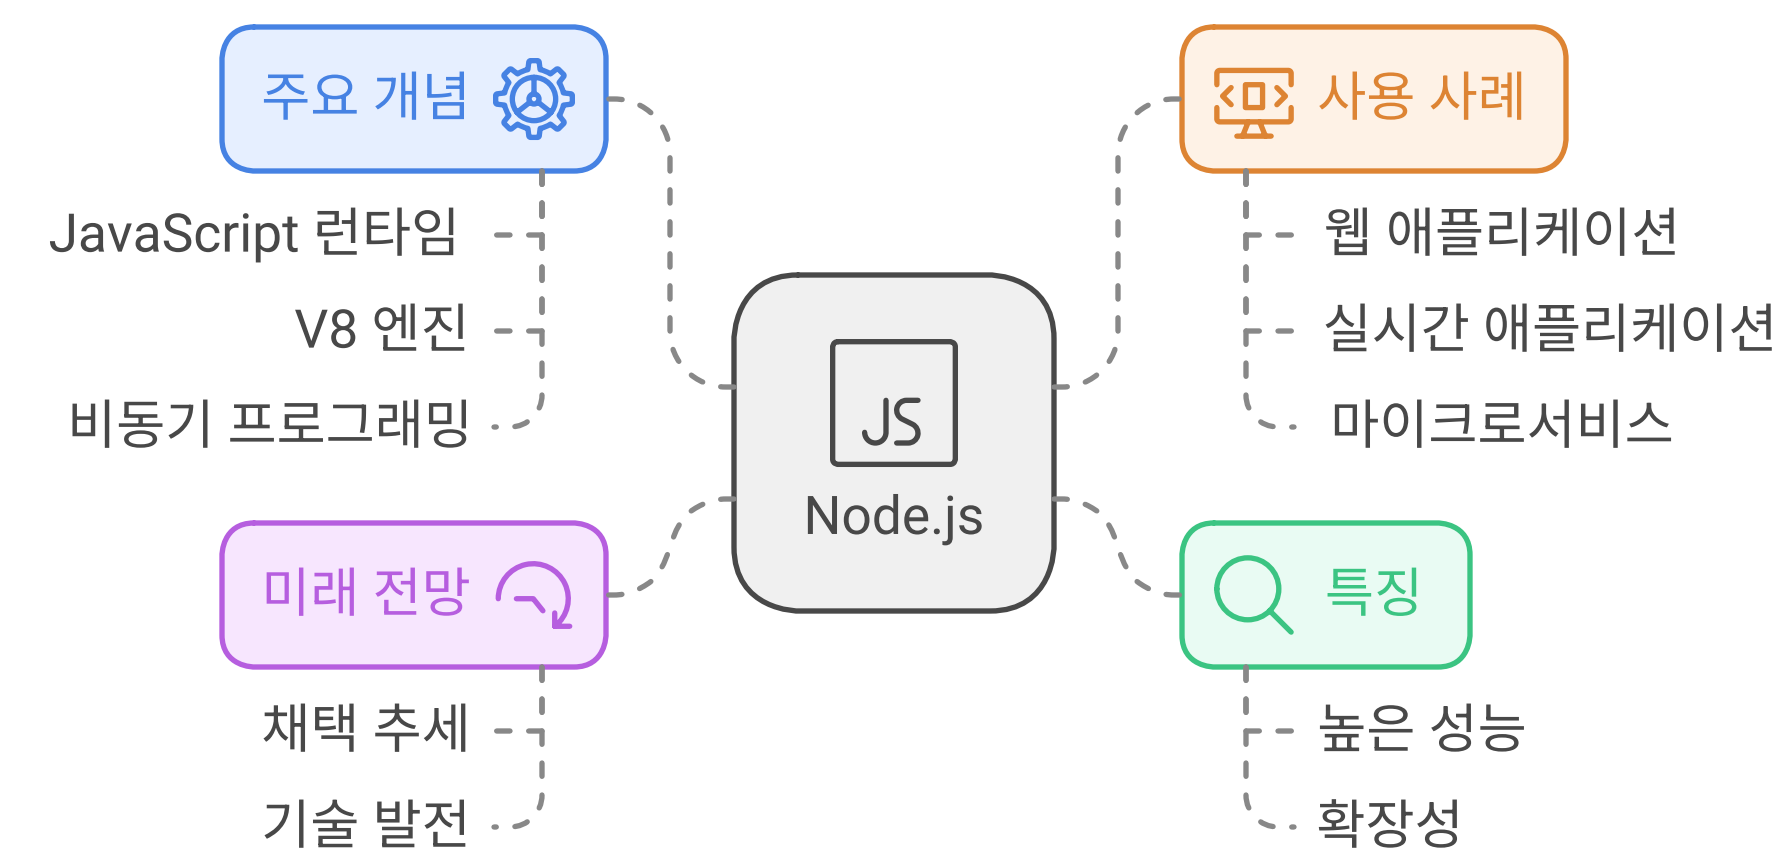 주요 개념
JavaScript 런타임
V8 엔진
비동기 프로그래밍
미래 전망
채택 추세
기술 발전
JS
Node.js
사용 사례
웹 애플리케이션
실시간 애플리케이션
마이크로서비스
특징
높은 성능
확장성